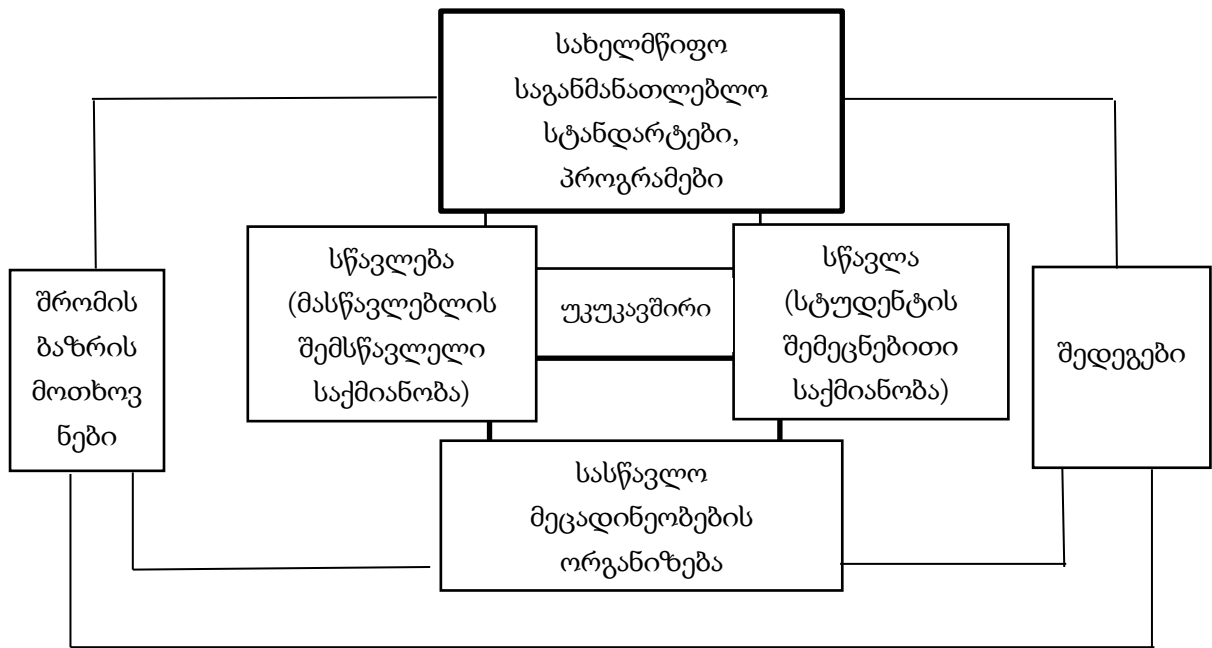 სახელმწიფო
საგანმანათლებლო
სტანდარტები,
პროგრამები
სწავლება
(მასწავლებლის
შემსწავლელი
საქმიანობა)
უკუკავშირი
სწავლა
(სტუდენტის
შემეცნებითი
საქმიანობა)
შრომის
ბაზრის
მოთხოვ
ნები
შედეგები
სასწავლო
მეცადინეობების
ორგანიზება